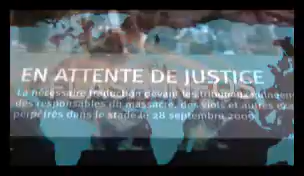 EN ATTENTE DE JUSTICE
La nécessaire traduction devant les tribunaux
des responsables du massacre, des viols et autres
perpétrés dans le stade le 28 septembre 2009